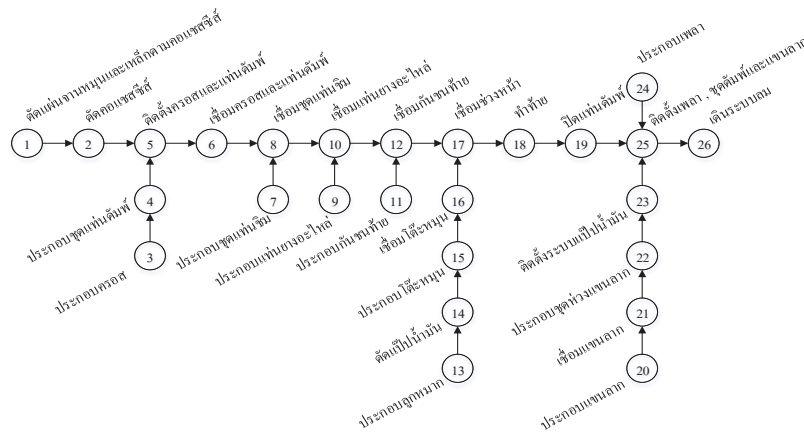 ตัดแผ่นจานหมุนและเหล็กดามคอแชสซีส์
ตัดคอแชสซีส์
ติดตั้งครอสและแท่นดัมพ์
เชื่อมครอสและแท่นดัมพ์
เชื่อมชุดแท่นชิม
เชื่อมแท่นยางอะไหล่
เชื่อมกันชนท้าย
เชื่อมช่วงหน้า
ทำท้าย
ปิดแท่นดัมพ์
ประกอบเพลา
ติดตั้งเพลา , ชุดดัมพ์และแขนลาก
เดินระบบลม
24
1
2
5
6
8
10
12
17
18
19
25
26
4
7
9
11
16
23
ประกอบชุดแท่นดัมพ์
ประกอบชุดแท่นชิม
ประกอบแท่นยางอะไหล่
ประกอบกันชนท้าย
เชื่อมโต๊ะหมุน
ติดตั้งระบบแป๊ปน้ำมัน
3
15
22
ประกอบครอส
ประกอบโต๊ะหมุน
ประกอบชุดท่วงแขนลาก
14
21
ตัดแป๊ปน้ำมัน
เชื่อมแขนลาก
13
20
ประกอบลูกหมาก
ประกอบแขนลาก